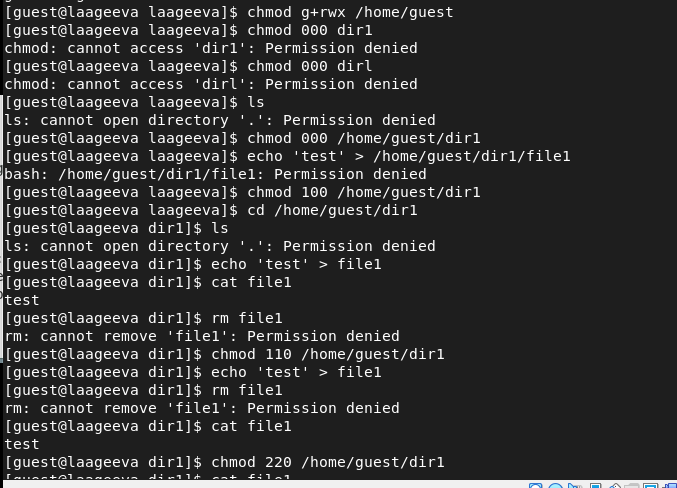 [guest@laageeva laageeva]$ chmod g+rwx /home/guest
[guest@laageeva laageeva]$ chmod 000 dir1
chmod: cannot access 'dir1': Permission denied
[guest@laageeva laageeva]$ chmod 000 dirl
chmod: cannot access 'dirl': Permission denied
[guest@laageeva laageeva]$ ls
ls: cannot open directory '.': Permission denied
[guest@laageeva laageeva]$ chmod 000 /home/guest/dir1
[guest@laageeva laageeva]$ echo 'test' > /home/guest/dir1/file1
bash: /home/guest/dir1/file1: Permission denied
[guest@laageeva laageeva]$ chmod 100 /home/guest/dir1
[guest@laageeva laageeva]$ cd /home/guest/dir1
[guest@laageeva dir1]$ ls
ls: cannot open directory '.': Permission denied
[guest@laageeva dir1]$ echo 'test' > file1
[guest@laageeva dir1]$ cat file1
test
[guest@laageeva dir1]$ rm file1
rm: cannot remove 'file1': Permission denied
[guest@laageeva dir1]$ chmod 110 /home/guest/dir1
[guest@laageeva dir1]$ echo 'test' > file1
[guest@laageeva dir1]$ rm file1
rm: cannot remove 'file1': Permission denied
[guest@laageeva dir1]$ cat file1
test
[guest@laageeva dir1]$ chmod 220 /home/guest/dir1
[guest@laageeva dir1]$ cat file1